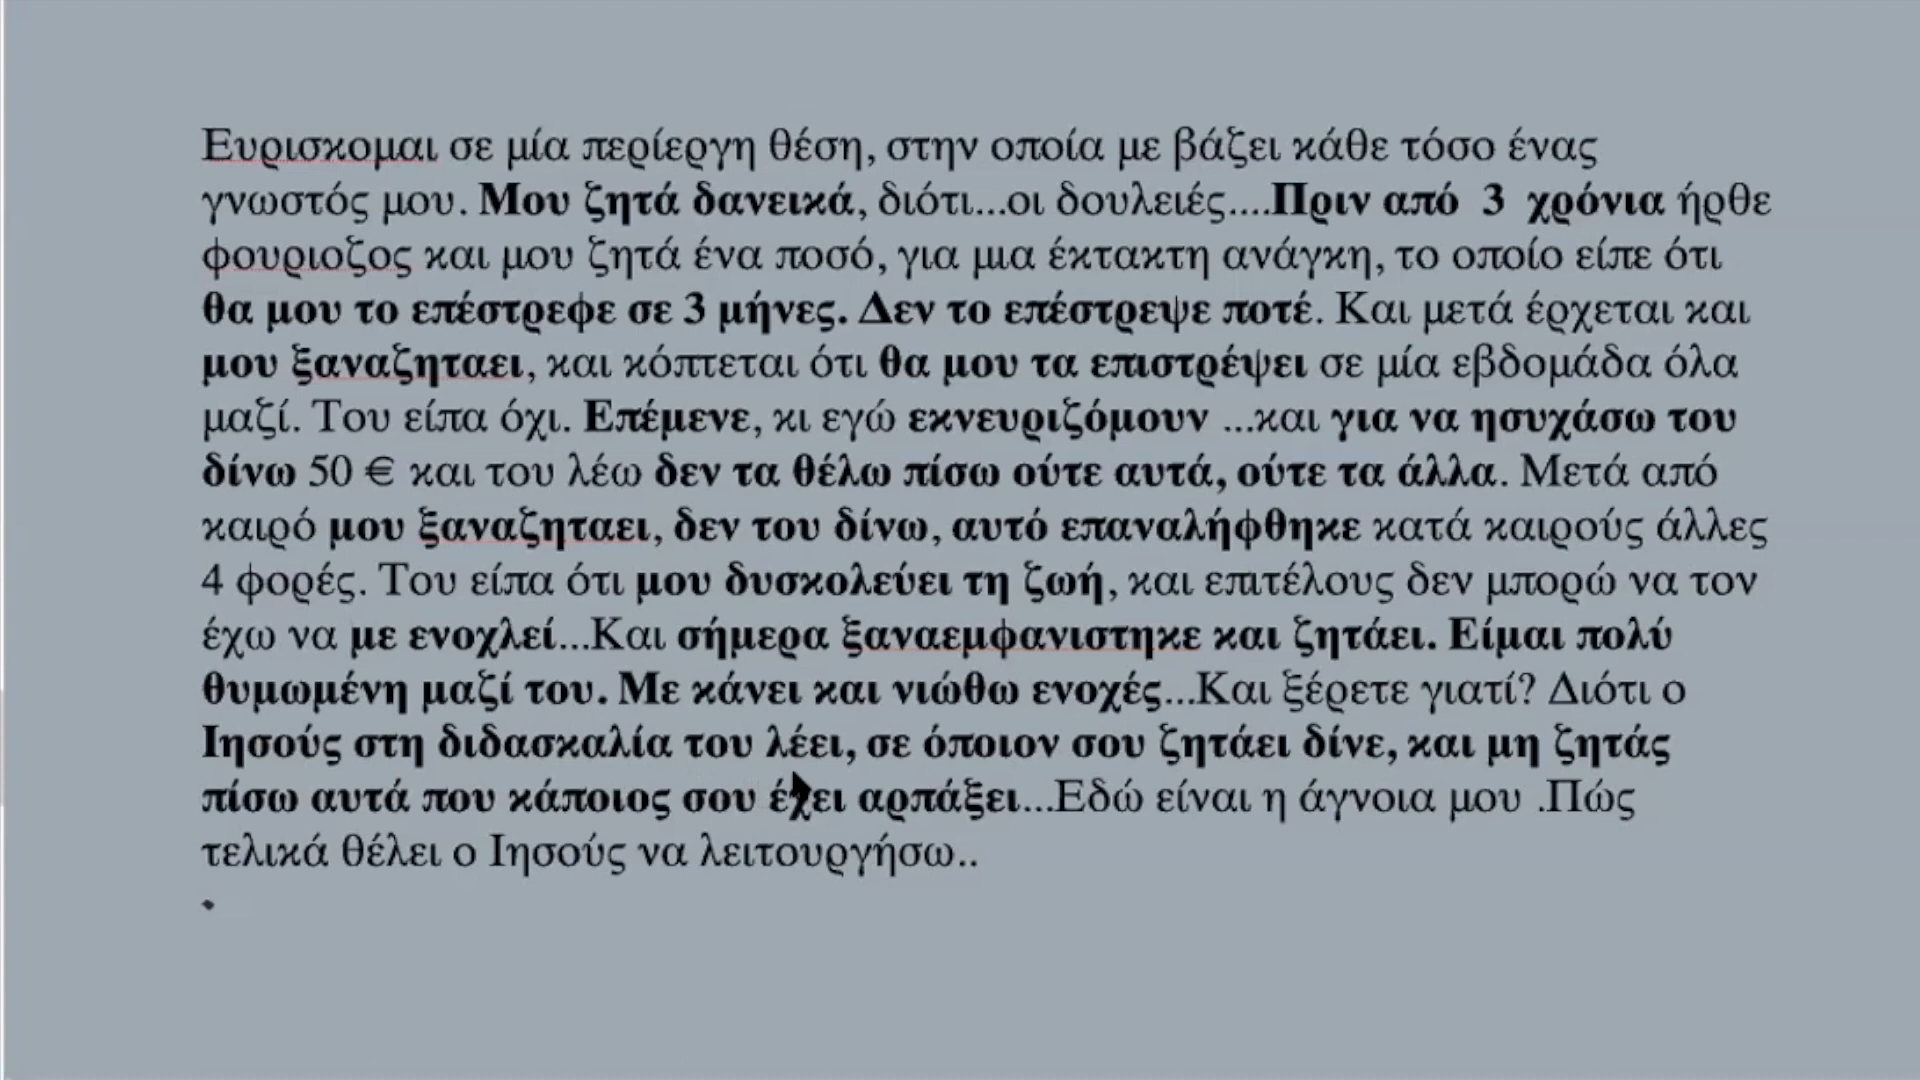 Ευρισκομαι σε μία περίεργη θέση, στην οποία με βάζει κάθε τόσο ένας
γνωστός μου. Μου ζητά δανεικά, διότι...οι δουλειές....Πριν από 3 χρόνια ήρθε
φουριοζος και μου ζητά ένα ποσό, για μια έκτακτη ανάγκη, το οποίο είπε ότι
θα μου το επέστρεφε σε 3 μήνες. Δεν το επέστρεψε ποτέ. Και μετά έρχεται και
μου ξαναζηταει, και κόπτεται ότι θα μου τα επιστρέψει σε μία εβδομάδα όλα
μαζί. Του είπα όχι. Επέμενε, κι εγώ εκνευριζόμουν ...και για να ησυχάσω του
δίνω 50 € και του λέω δεν τα θέλω πίσω ούτε αυτά, ούτε τα άλλα. Μετά από
καιρό μου ξαναζηταει, δεν του δίνω, αυτό επαναλήφθηκε κατά καιρούς άλλες
4 φορές. Του είπα ότι μου δυσκολεύει τη ζωή, και επιτέλους δεν μπορώ να τον
έχω να με ενοχλεί...Και σήμερα ξαναεμφανιστηκε και ζητάει. Είμαι πολύ
θυμωμένη μαζί του. Με κάνει και νιώθω ενοχές...Και ξέρετε γιατί? Διότι ο
Ιησούς στη διδασκαλία του λέει, σε όποιον σου ζητάει δίνε, και μη ζητάς
πίσω αυτά που κάποιος σου έχει αρπάξει...Εδώ είναι η άγνοια μου .Πώς
τελικά θέλει ο Ιησούς να λειτουργήσω..